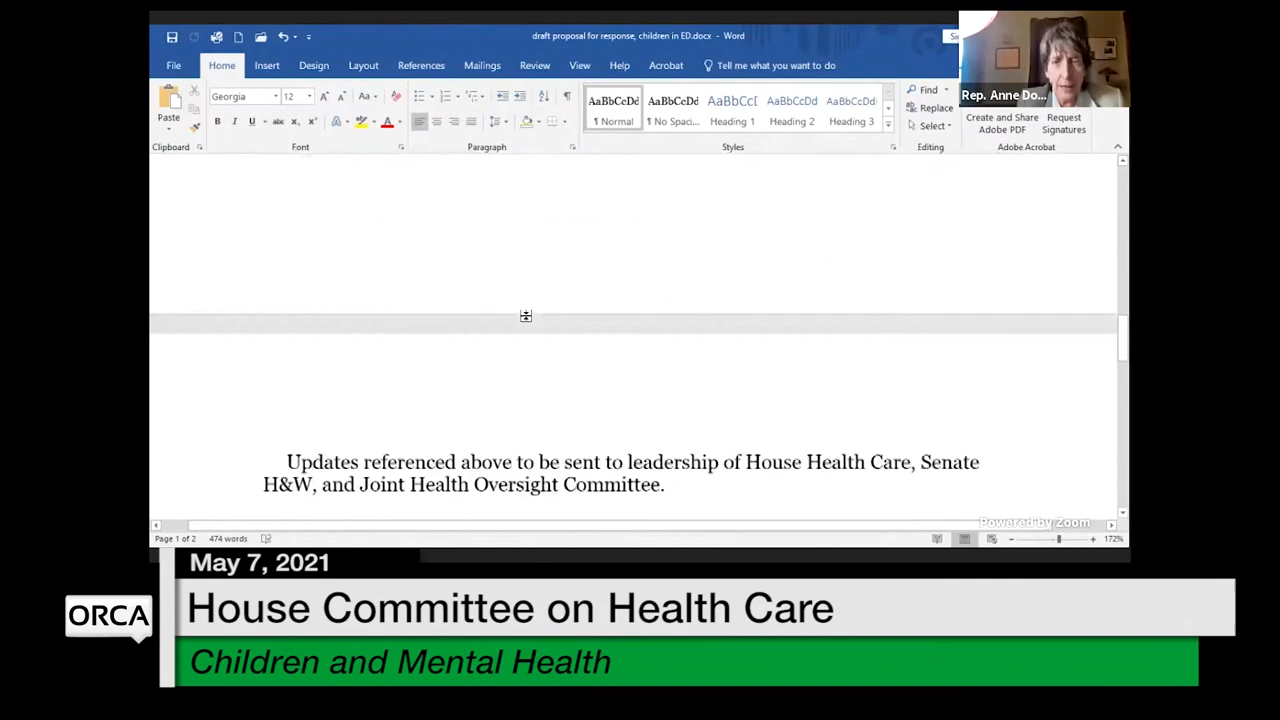 draft proposal for response, children in ED.docx - Word
File Home Insert Design Layout References Mailings Review View Help Acrobat Tell me what you want to do
Rep. Anne Do...
Georgia 12
Paste
AaBbCcDd AaBbCcDd AaBbC AaBbCcDd AaBbCcDd
¶ Normal ¶ No Spaci... Heading 1 Heading 2 Heading 3
Find
Replace
Select
Create and Share Adobe PDF
Request Signatures
Clipboard Font Paragraph Styles Editing Adobe Acrobat
Updates referenced above to be sent to leadership of House Health Care, Senate
H&W, and Joint Health Oversight Committee.
Powered by Zoom
Page 1 of 2 474 words 172%
May 7, 2021
House Committee on Health Care
ORCA
Children and Mental Health